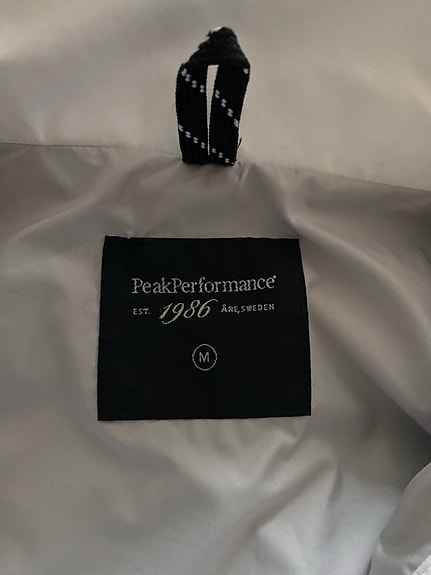 PeakPerformance®
EST. 1986 ÅRE, SWEDEN
M